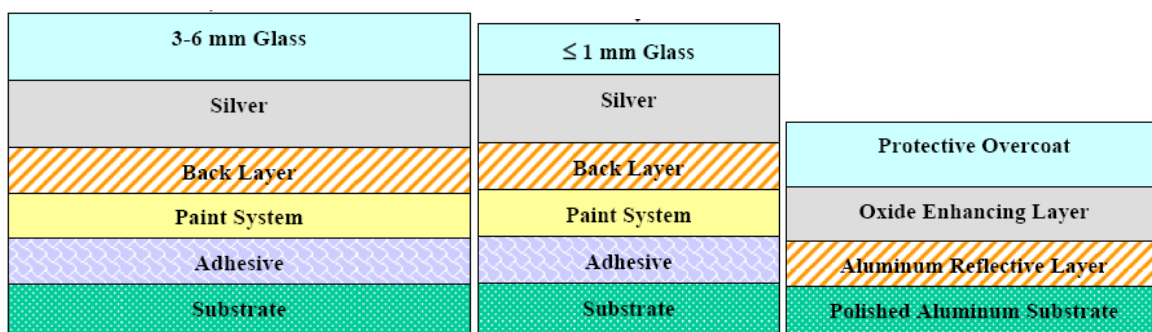 3-6 mm Glass
Silver
Back Layer
Paint System
Adhesive
Substrate
≤ 1 mm Glass
Silver
Back Layer
Paint System
Adhesive
Substrate
Protective Overcoat
Oxide Enhancing Layer
Aluminum Reflective Layer
Polished Aluminum Substrate